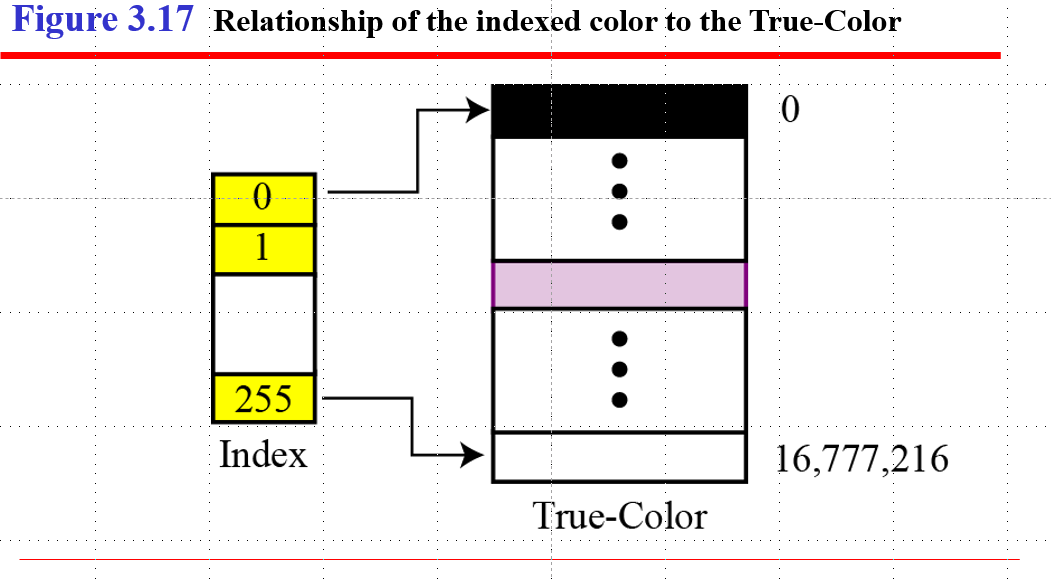 Figure 3.17 Relationship of the indexed color to the True-Color
0
0
1
255
Index
16,777,216
True-Color